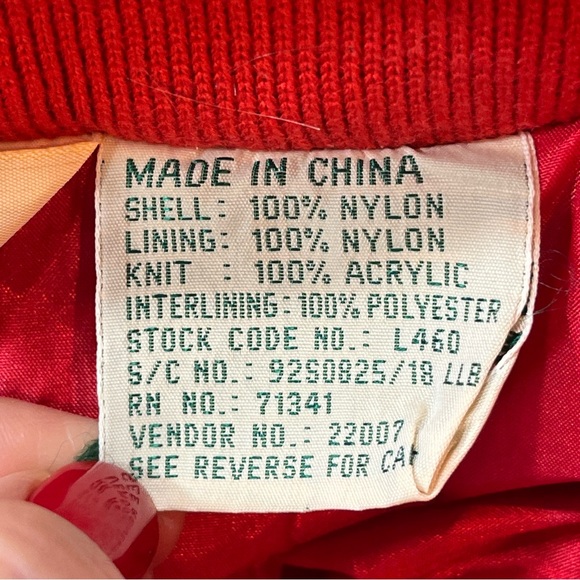 MADE IN CHINA
SHELL: 100% NYLON
LINING: 100% NYLON
KNIT : 100% ACRYLIC
INTERLINING: 100% POLYESTER
STOCK CODE NO.: L460
S/C NO.: 92S0825/18 LLB
RN NO.: 71341
VENDOR NO.: 22007
SEE REVERSE FOR